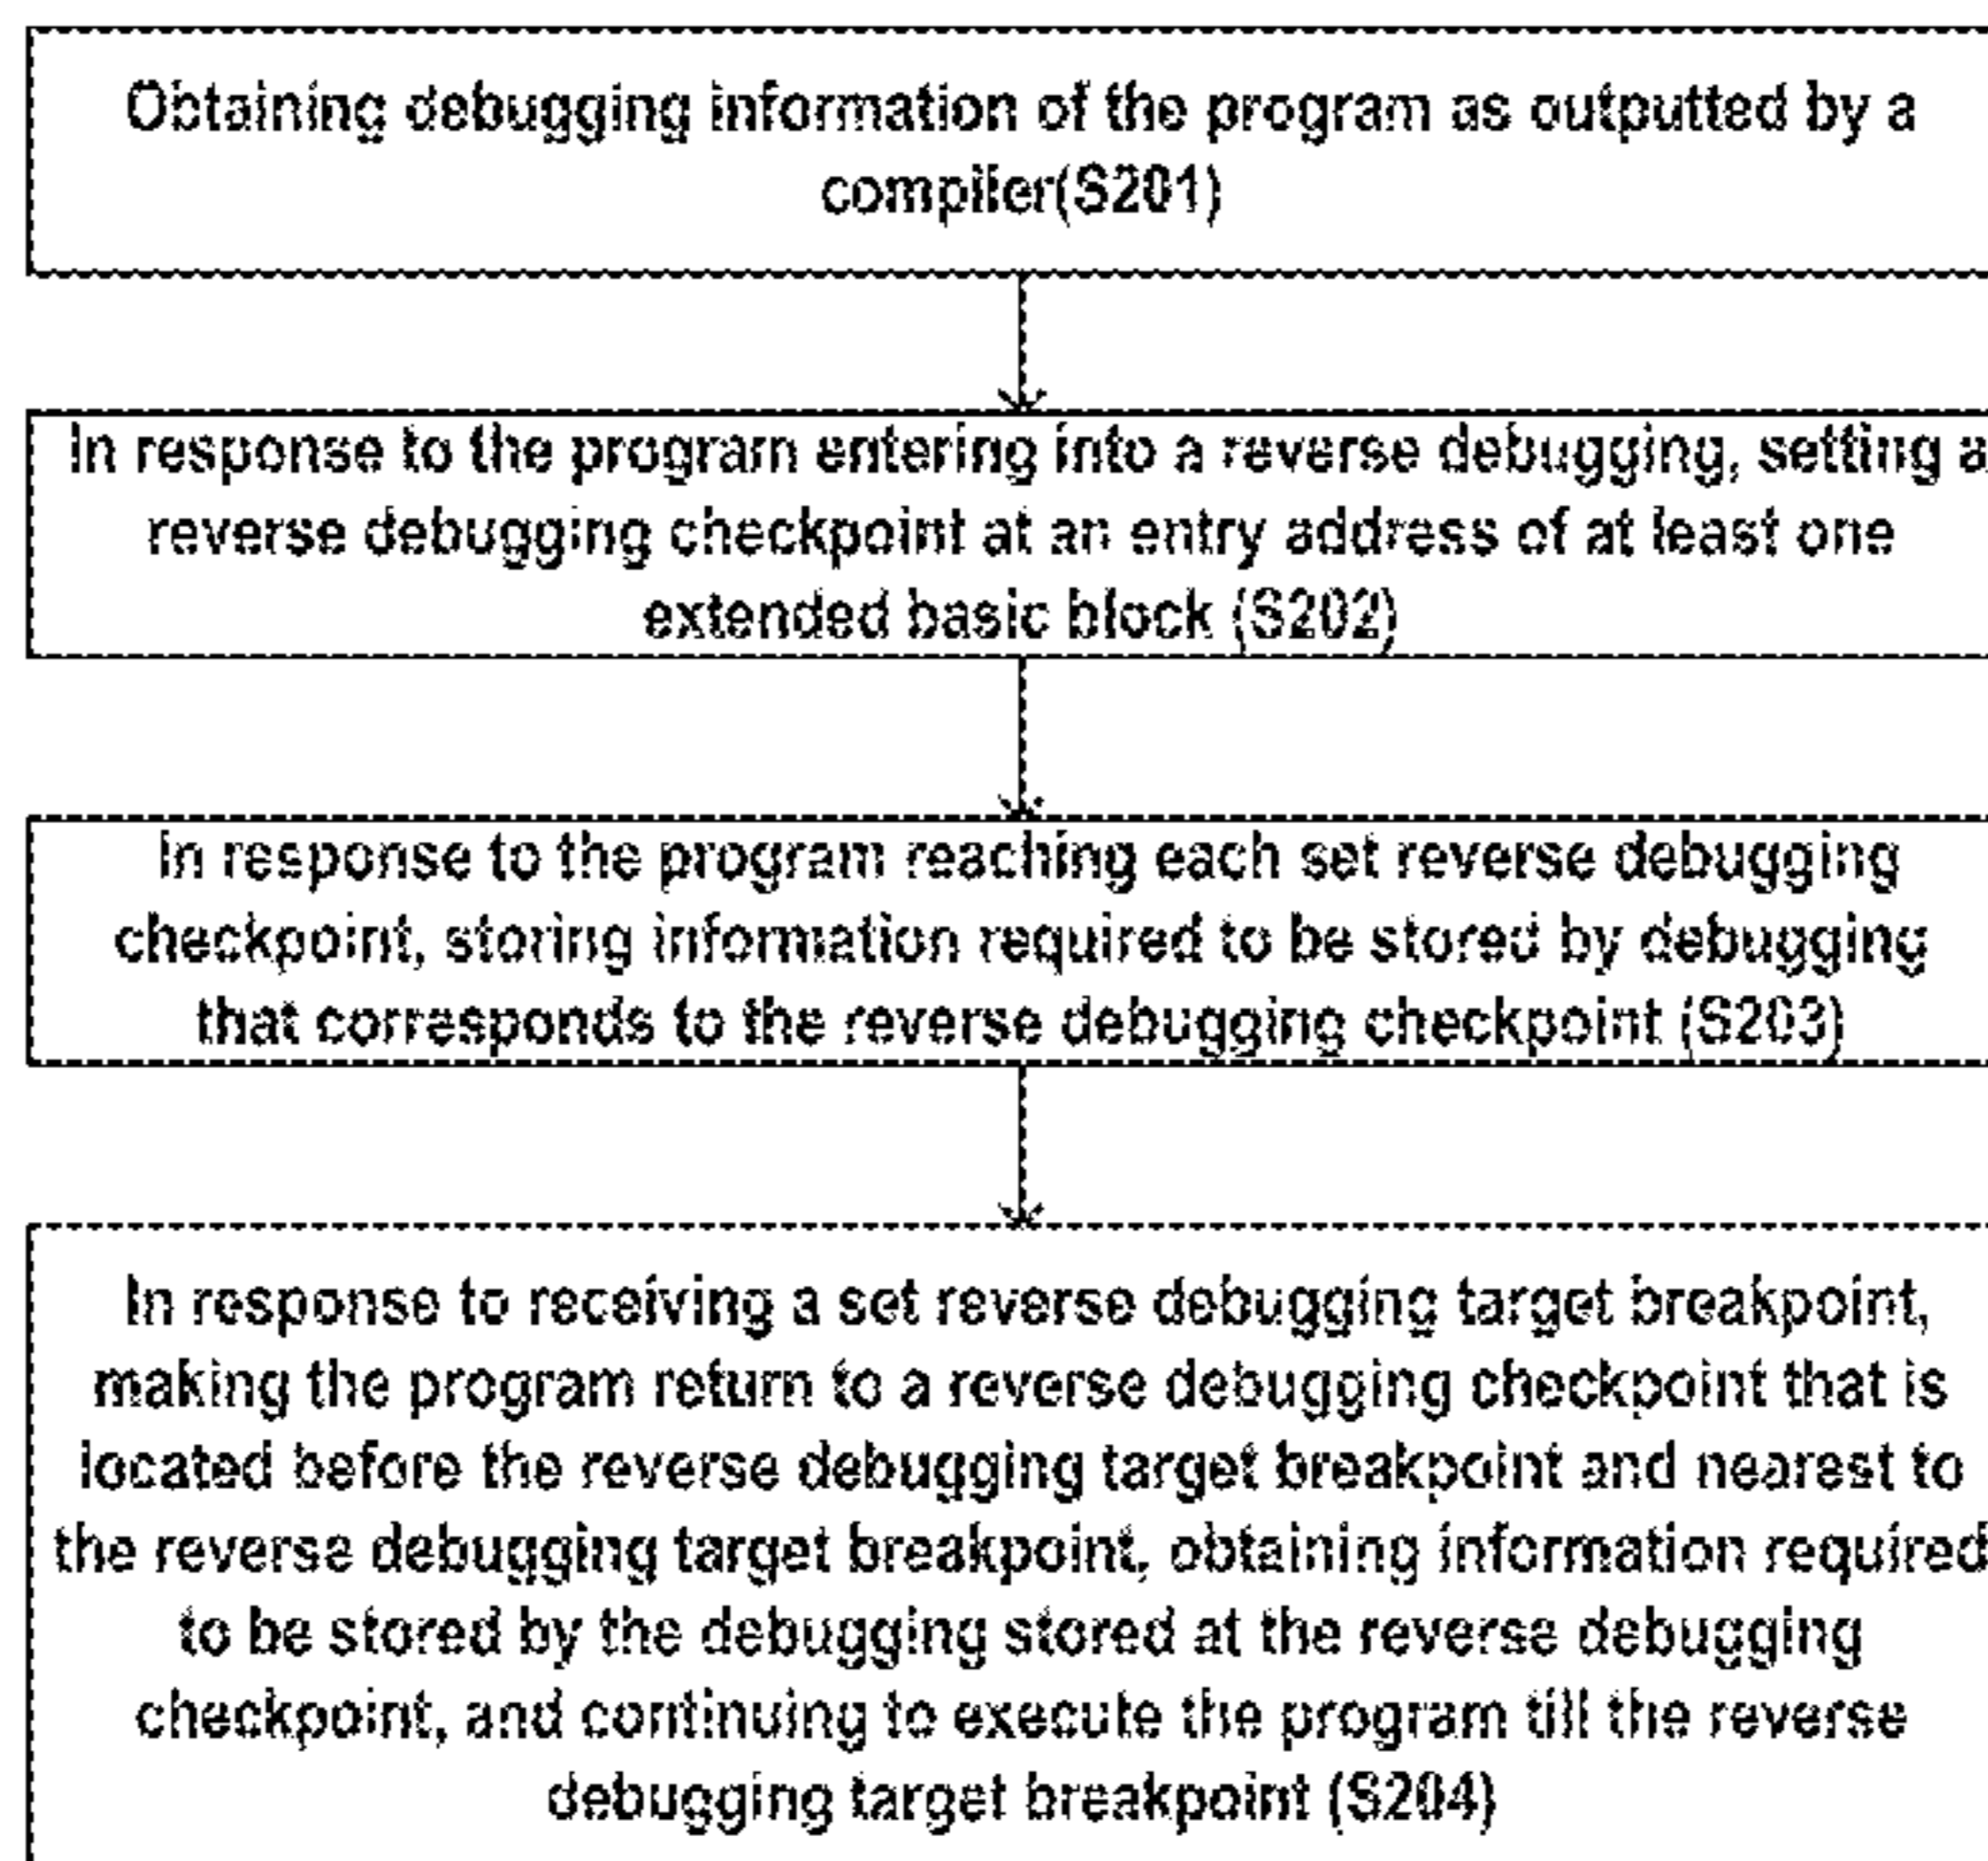 Obtaining debugging information of the program as outputted by a
compiler(S201)
In response to the program entering into a reverse debugging, setting a
reverse debugging checkpoint at an entry address of at least one
extended basic block (S202)
In response to the program reaching each set reverse debugging
checkpoint, storing information required to be stored by debugging
that corresponds to the reverse debugging checkpoint (S203)
In response to receiving a set reverse debugging target breakpoint,
making the program return to a reverse debugging checkpoint that is
located before the reverse debugging target breakpoint and nearest to
the reverse debugging target breakpoint, obtaining information required
to be stored by the debugging stored at the reverse debugging
checkpoint, and continuing to execute the program till the reverse
debugging target breakpoint (S204)